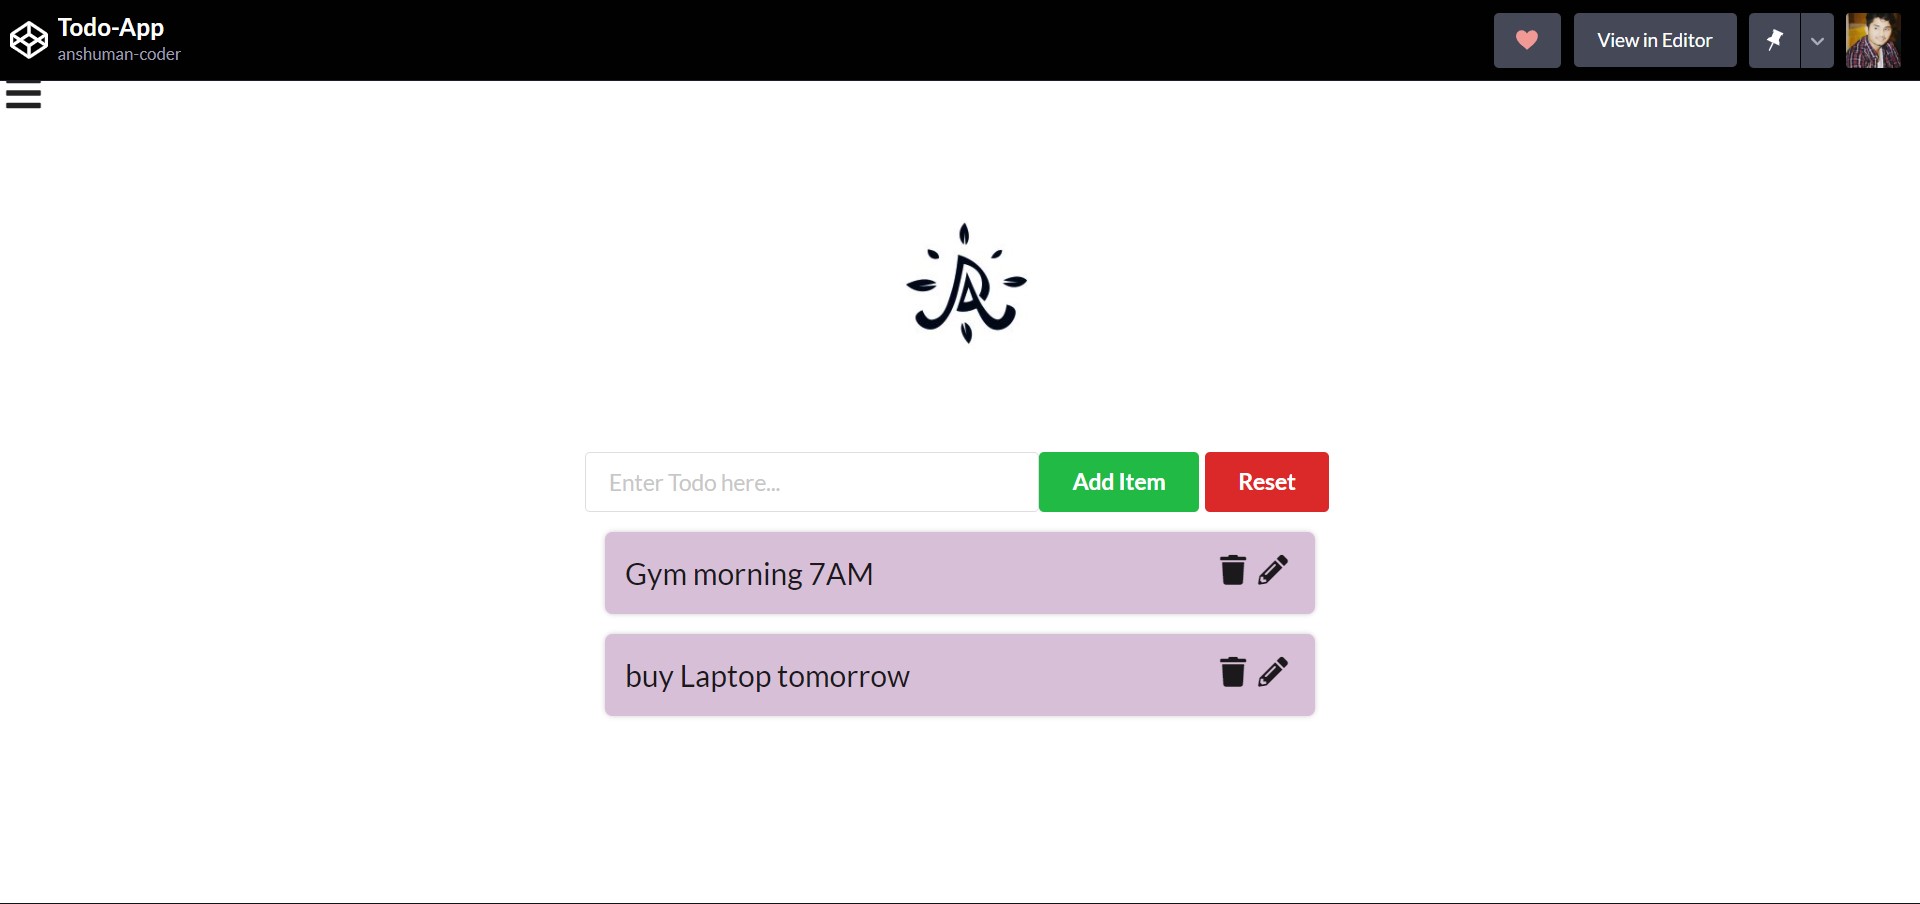 Todo-App
anshuman-coder
View in Editor
Enter Todo here...
Add Item
Reset
Gym morning 7AM
buy Laptop tomorrow